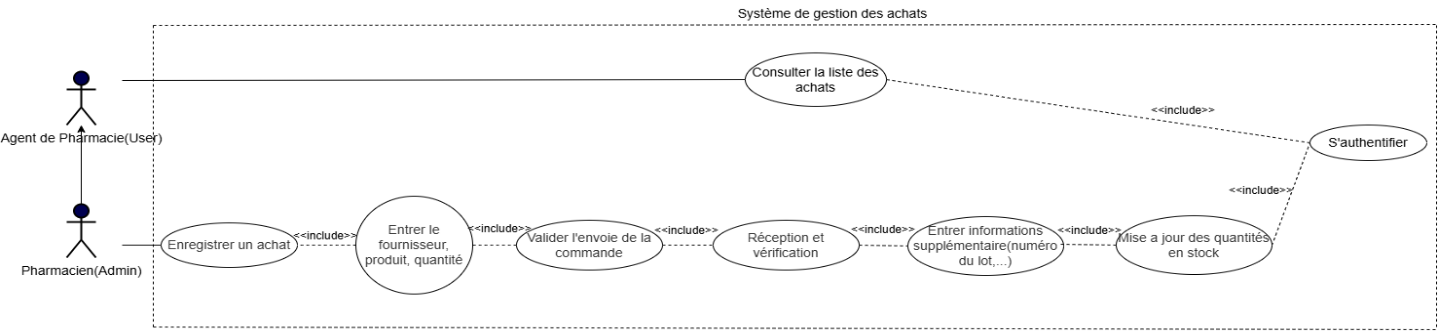 Système de gestion des achats
Consulter la liste des
achats
<<include>>
Agent de Pharmacie(User)
S'authentifier
<<include>>
Enregistrer un achat
<<include>>
Entrer le
fournisseur,
produit, quantité
<<include>>
Valider l'envoie de la
commande
<<include>>
Réception et
vérification
<<include>>
Entrer informations
supplémentaire(numéro
du lot,...)
<<include>>
Mise a jour des quantités
en stock
Pharmacien(Admin)